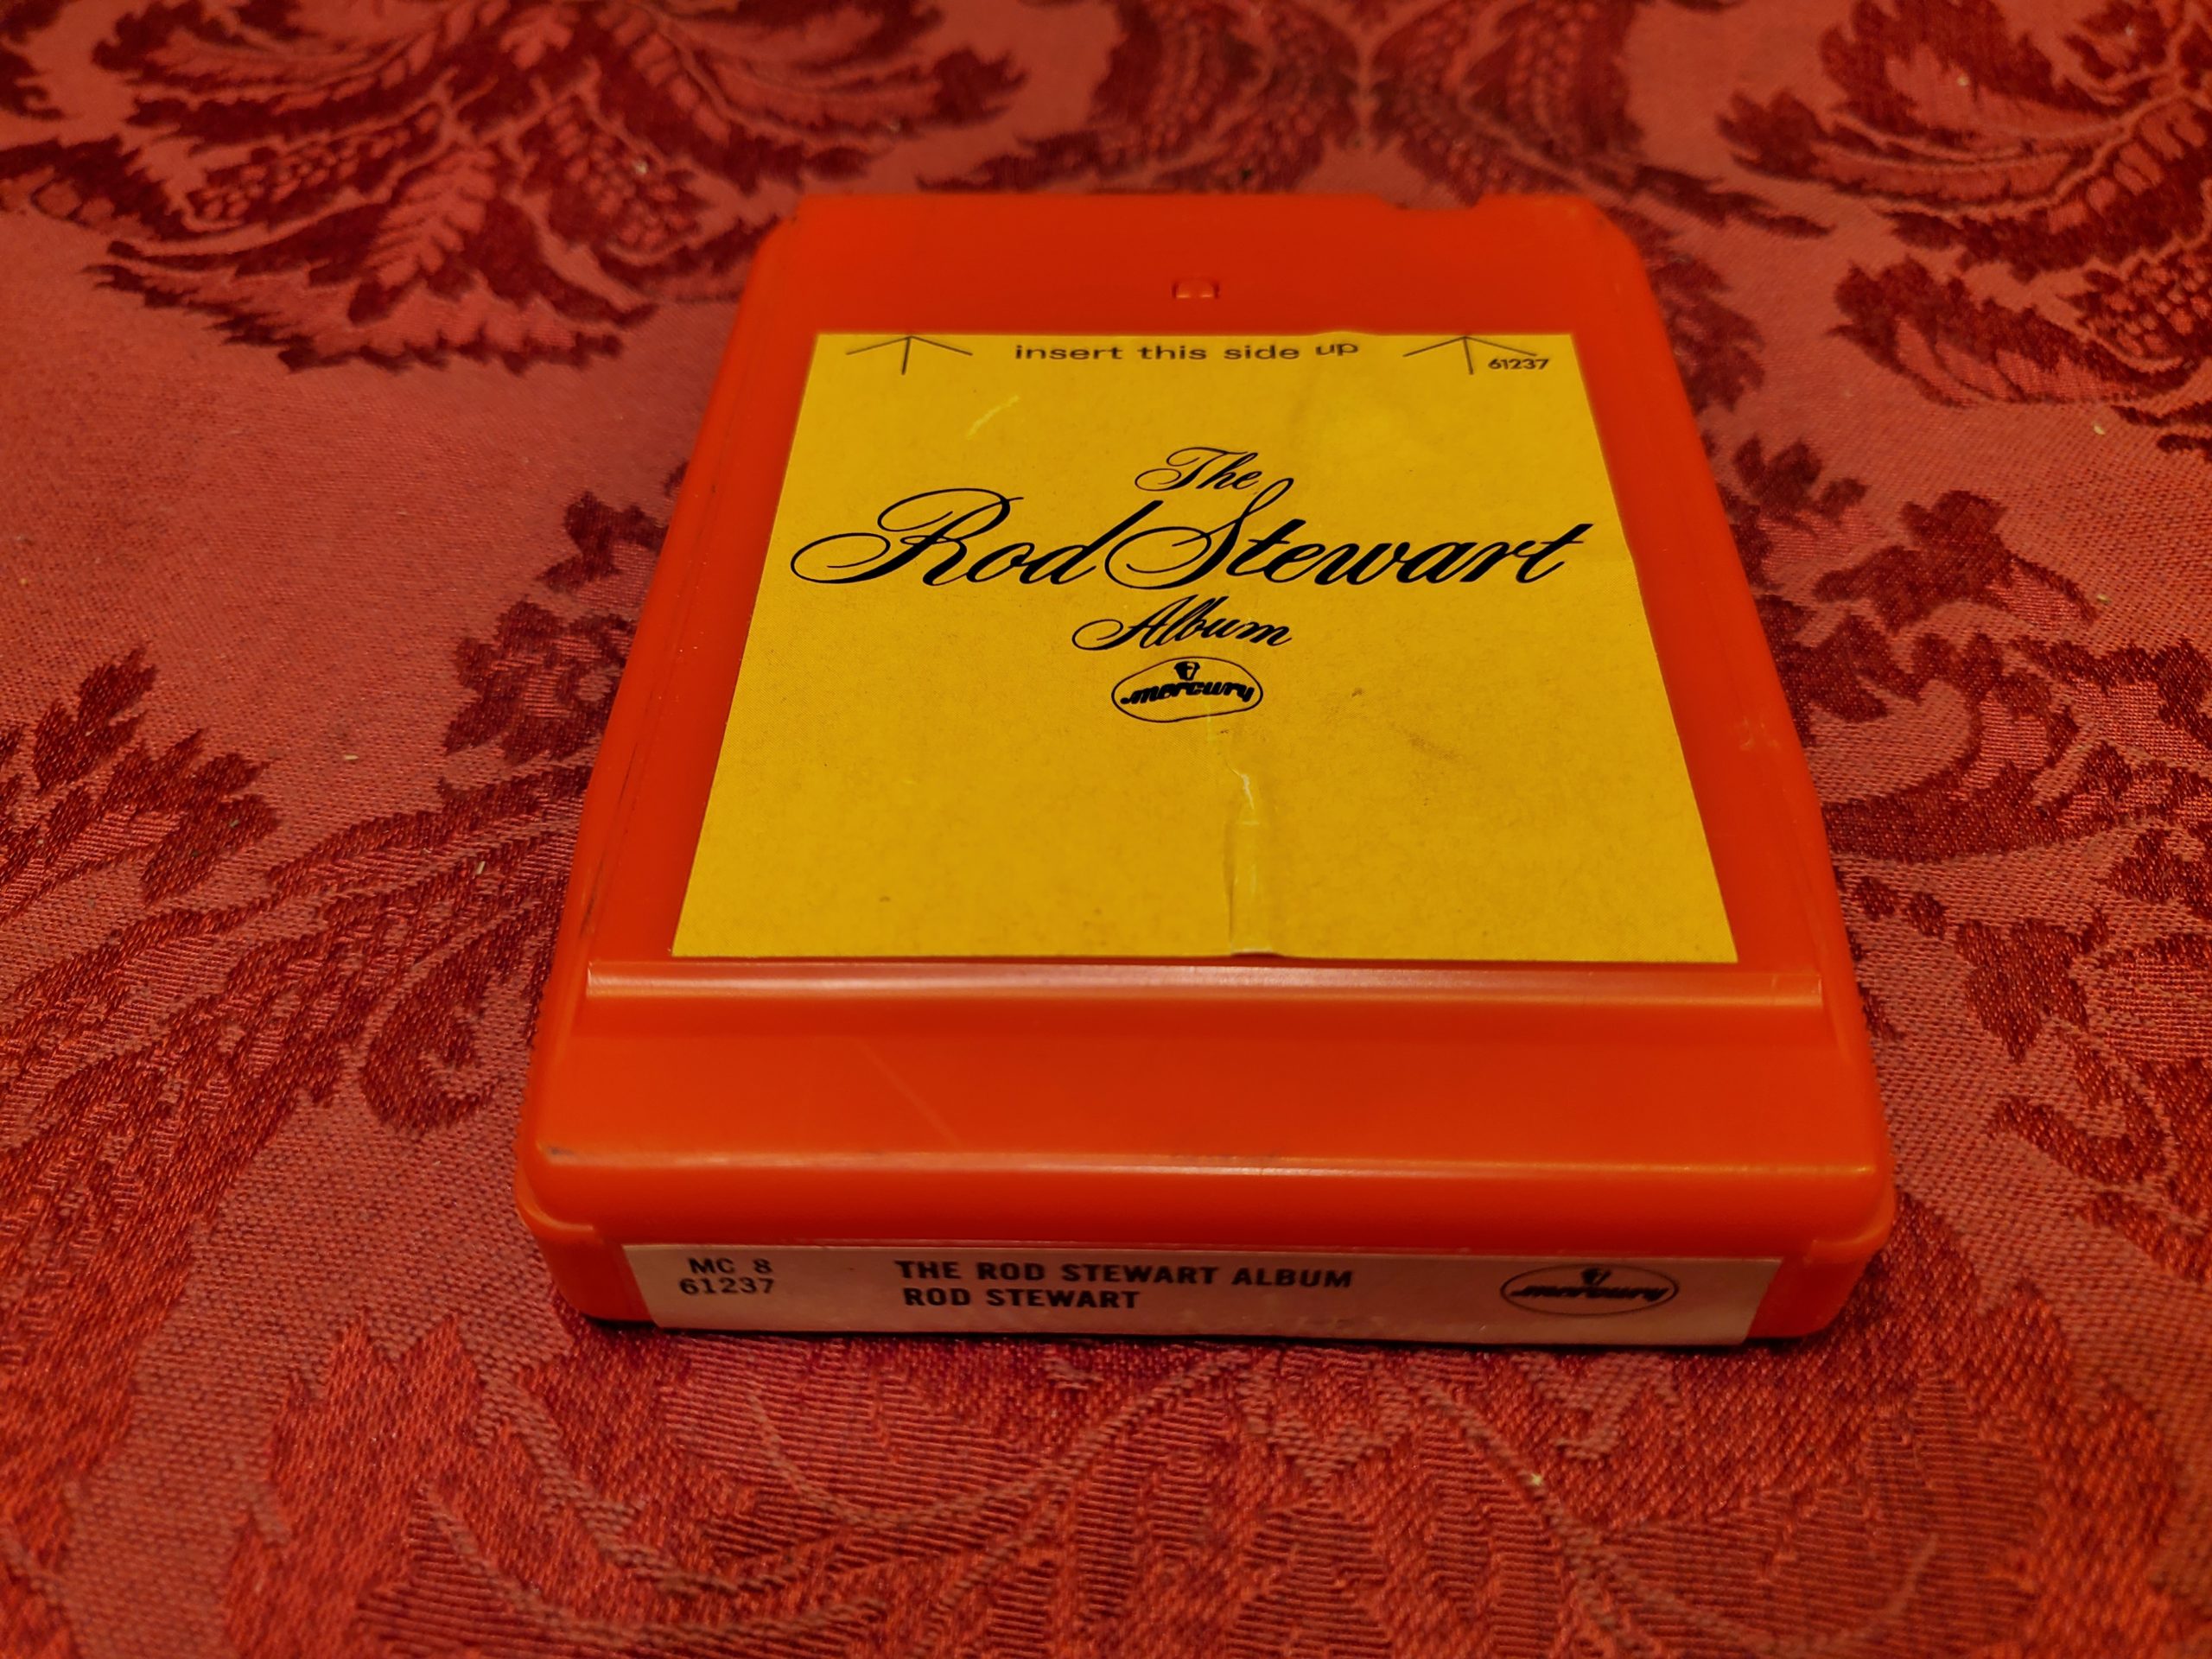 insert this side up
61237
The
Rod Stewart
Album
mercury
MC 8
61237
THE ROD STEWART ALBUM
ROD STEWART
mercury